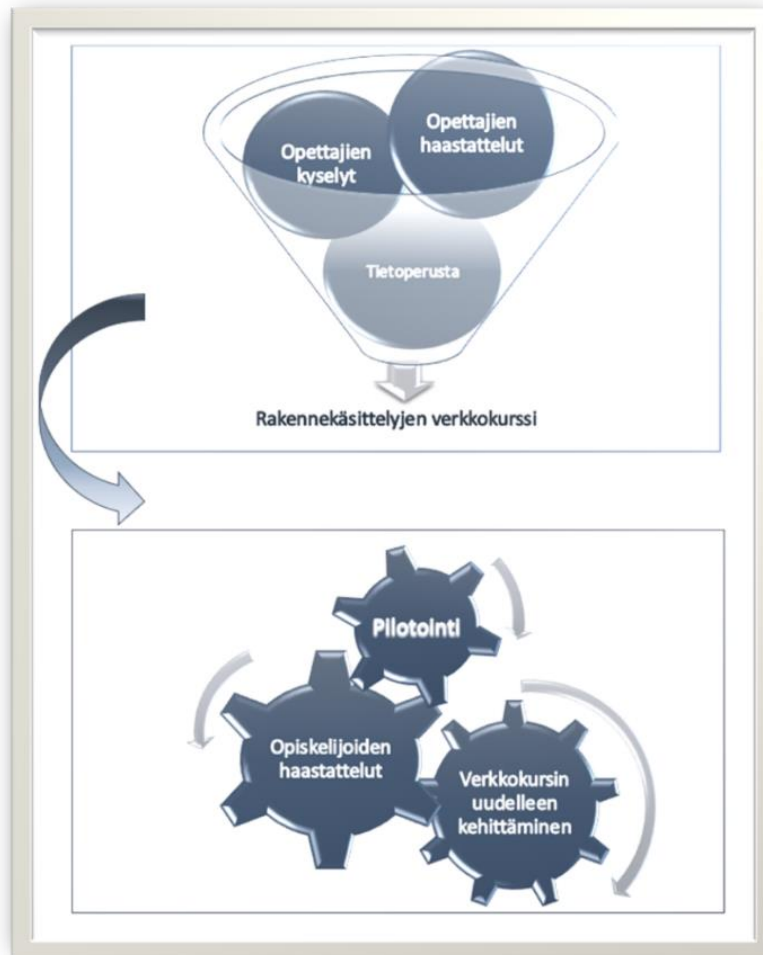 Opettajien
kyselyt
Opettajien
haastattelut
Tietoperusta
Rakennekäsittelyjen verkkokurssi
Pilotointi
Opiskelijoiden
haastattelut
Verkkokursin
uudelleen
kehittäminen